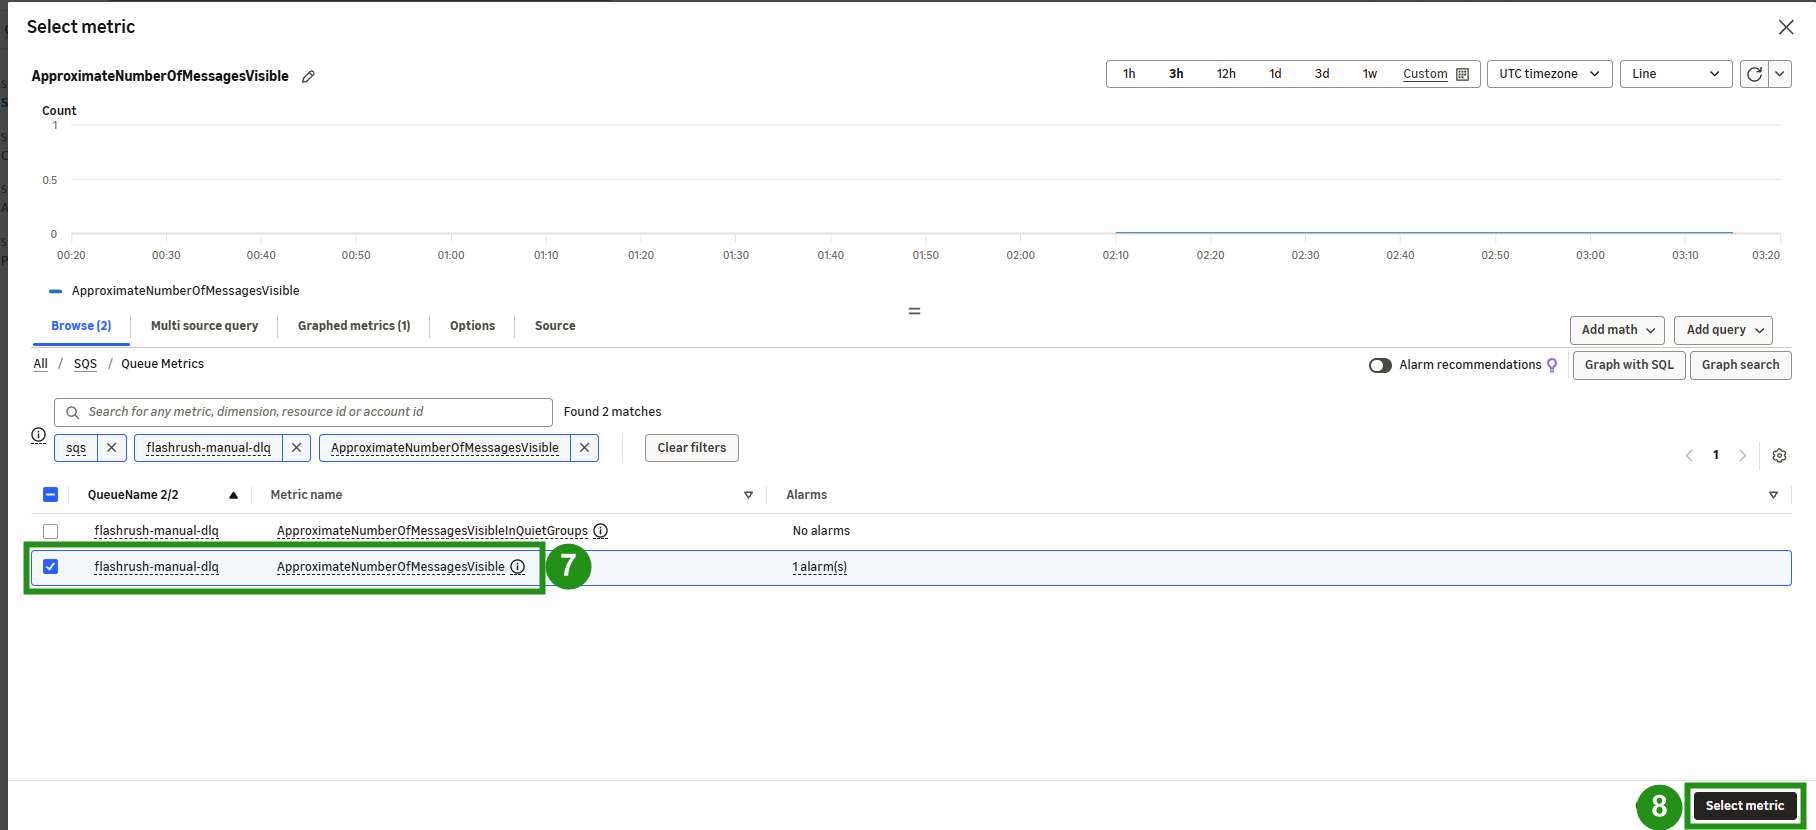 Select metric
ApproximateNumberOfMessagesVisible
1h 3h 12h 1d 3d 1w Custom UTC timezone Line
Count
1
0.5
0
00:20 00:30 00:40 00:50 01:00 01:10 01:20 01:30 01:40 01:50 02:00 02:10 02:20 02:30 02:40 02:50 03:00 03:10 03:20
ApproximateNumberOfMessagesVisible
Browse (2) Multi source query Graphed metrics (1) Options Source
Add math Add query
All / SQS / Queue Metrics
Alarm recommendations Graph with SQL Graph search
Search for any metric, dimension, resource id or account id Found 2 matches
sqs flashrush-manual-dlq ApproximateNumberOfMessagesVisible Clear filters
1
QueueName 2/2 Metric name Alarms
flashrush-manual-dlq ApproximateNumberOfMessagesVisibleInQuietGroups No alarms
flashrush-manual-dlq ApproximateNumberOfMessagesVisible 7 1 alarm(s)
8 Select metric